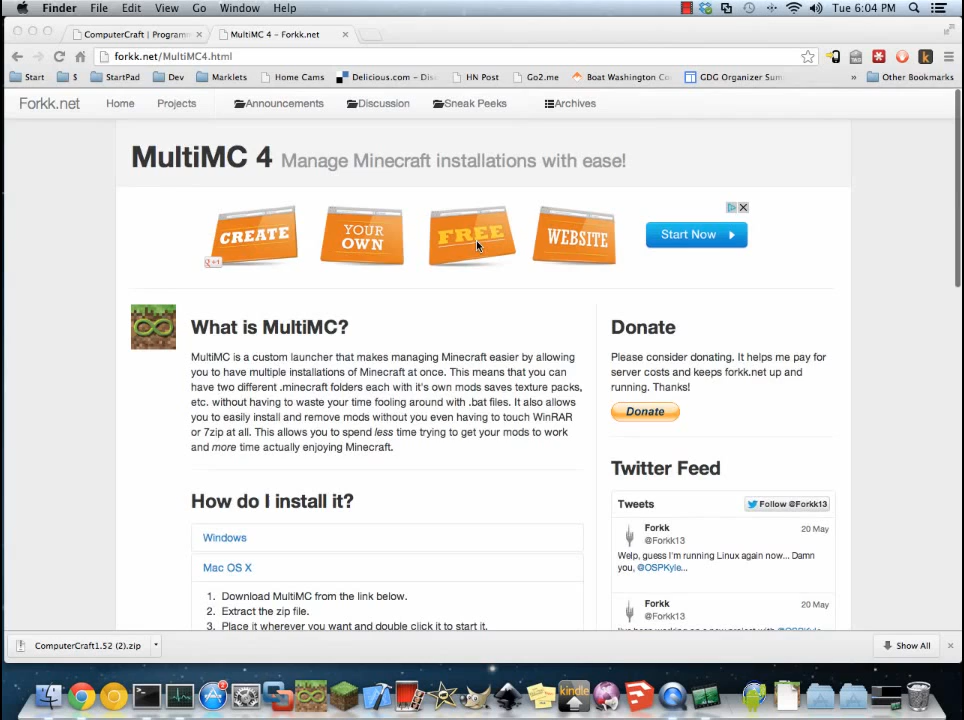 Finder File Edit View Go Window Help Tue 6:04 PM
ComputerCraft | Programm MultiMC 4 – Forkk.net
forkk.net/MultiMC4.html
Start $ StartPad Dev Marklets Home Cams Delicious.com - Dis HN Post Go2.me Boat Washington Co GDC Organizer Sum » Other Bookmarks
Forkk.net Home Projects Announcements Discussion Sneak Peeks Archives
MultiMC 4 Manage Minecraft installations with ease!
CREATE YOUR OWN FREE WEBSITE Start Now
+1
What is MultiMC?
MultiMC is a custom launcher that makes managing Minecraft easier by allowing
you to have multiple installations of Minecraft at once. This means that you can
have two different .minecraft folders each with it's own mods saves texture packs,
etc. without having to waste your time fooling around with .bat files. It also allows
you to easily install and remove mods without you even having to touch WinRAR
or 7zip at all. This allows you to spend less time trying to get your mods to work
and more time actually enjoying Minecraft.
How do I install it?
Windows
Mac OS X
1. Download MultiMC from the link below.
2. Extract the zip file.
3. Place it wherever you want and double click it to start it.
Donate
Please consider donating. It helps me pay for
server costs and keeps forkk.net up and
running. Thanks!
Donate
Twitter Feed
Tweets Follow @Forkk13
Forkk 20 May
@Forkk13
Welp, guess I'm running Linux again now... Damn
you, @OSPKyle...
Forkk 20 May
@Forkk13
ComputerCraft1.52 (2).zip Show All
kindle